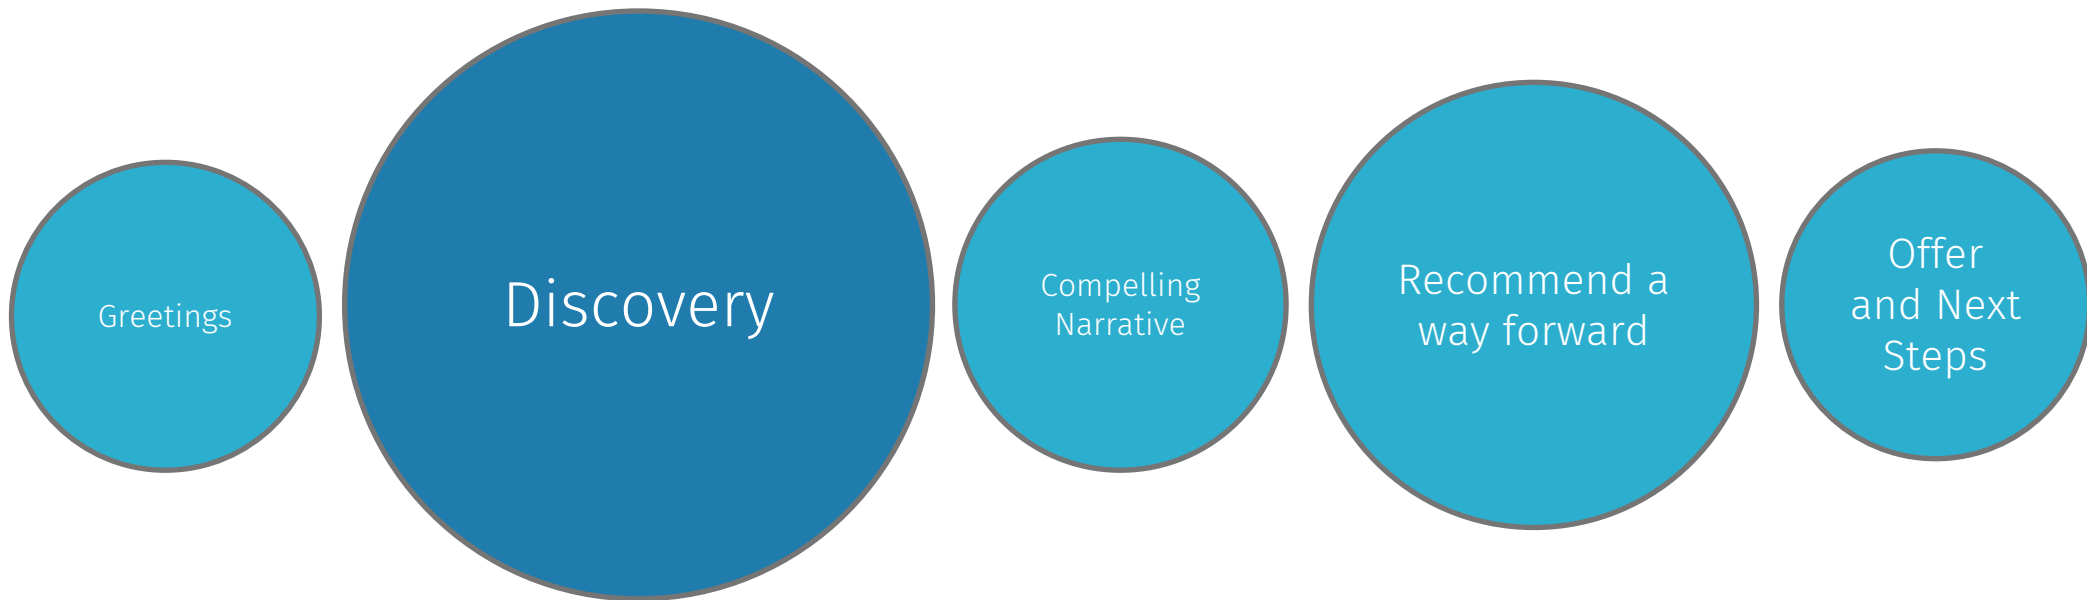 Greetings
Discovery
Compelling
Narrative
Recommend a
way forward
Offer
and Next
Steps